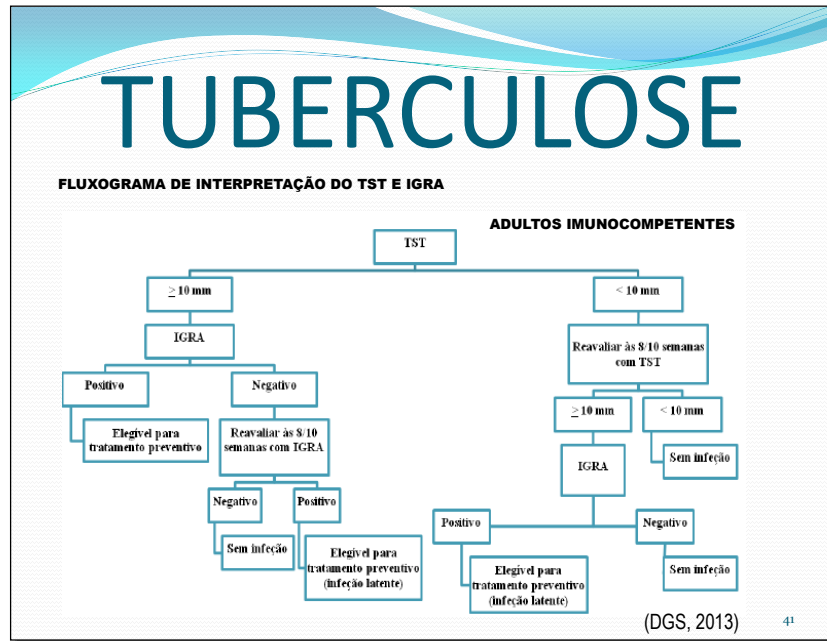 TUBERCULOSE
FLUXOGRAMA DE INTERPRETAÇÃO DO TST E IGRA
ADULTOS IMUNOCOMPETENTES
TST
≥ 10 mm
IGRA
Positivo
Elegível para
tratamento preventivo
Negativo
Reavaliar às 8/10
semanas com IGRA
Negativo
Sem infeção
Positivo
Elegível para
tratamento preventivo
(infeção latente)
< 10 mm
Reavaliar às 8/10 semanas
com TST
≥ 10 mm
IGRA
Positivo
Elegível para
tratamento preventivo
(infeção latente)
Negativo
Sem infeção
< 10 mm
Sem infeção
(DGS, 2013)
41